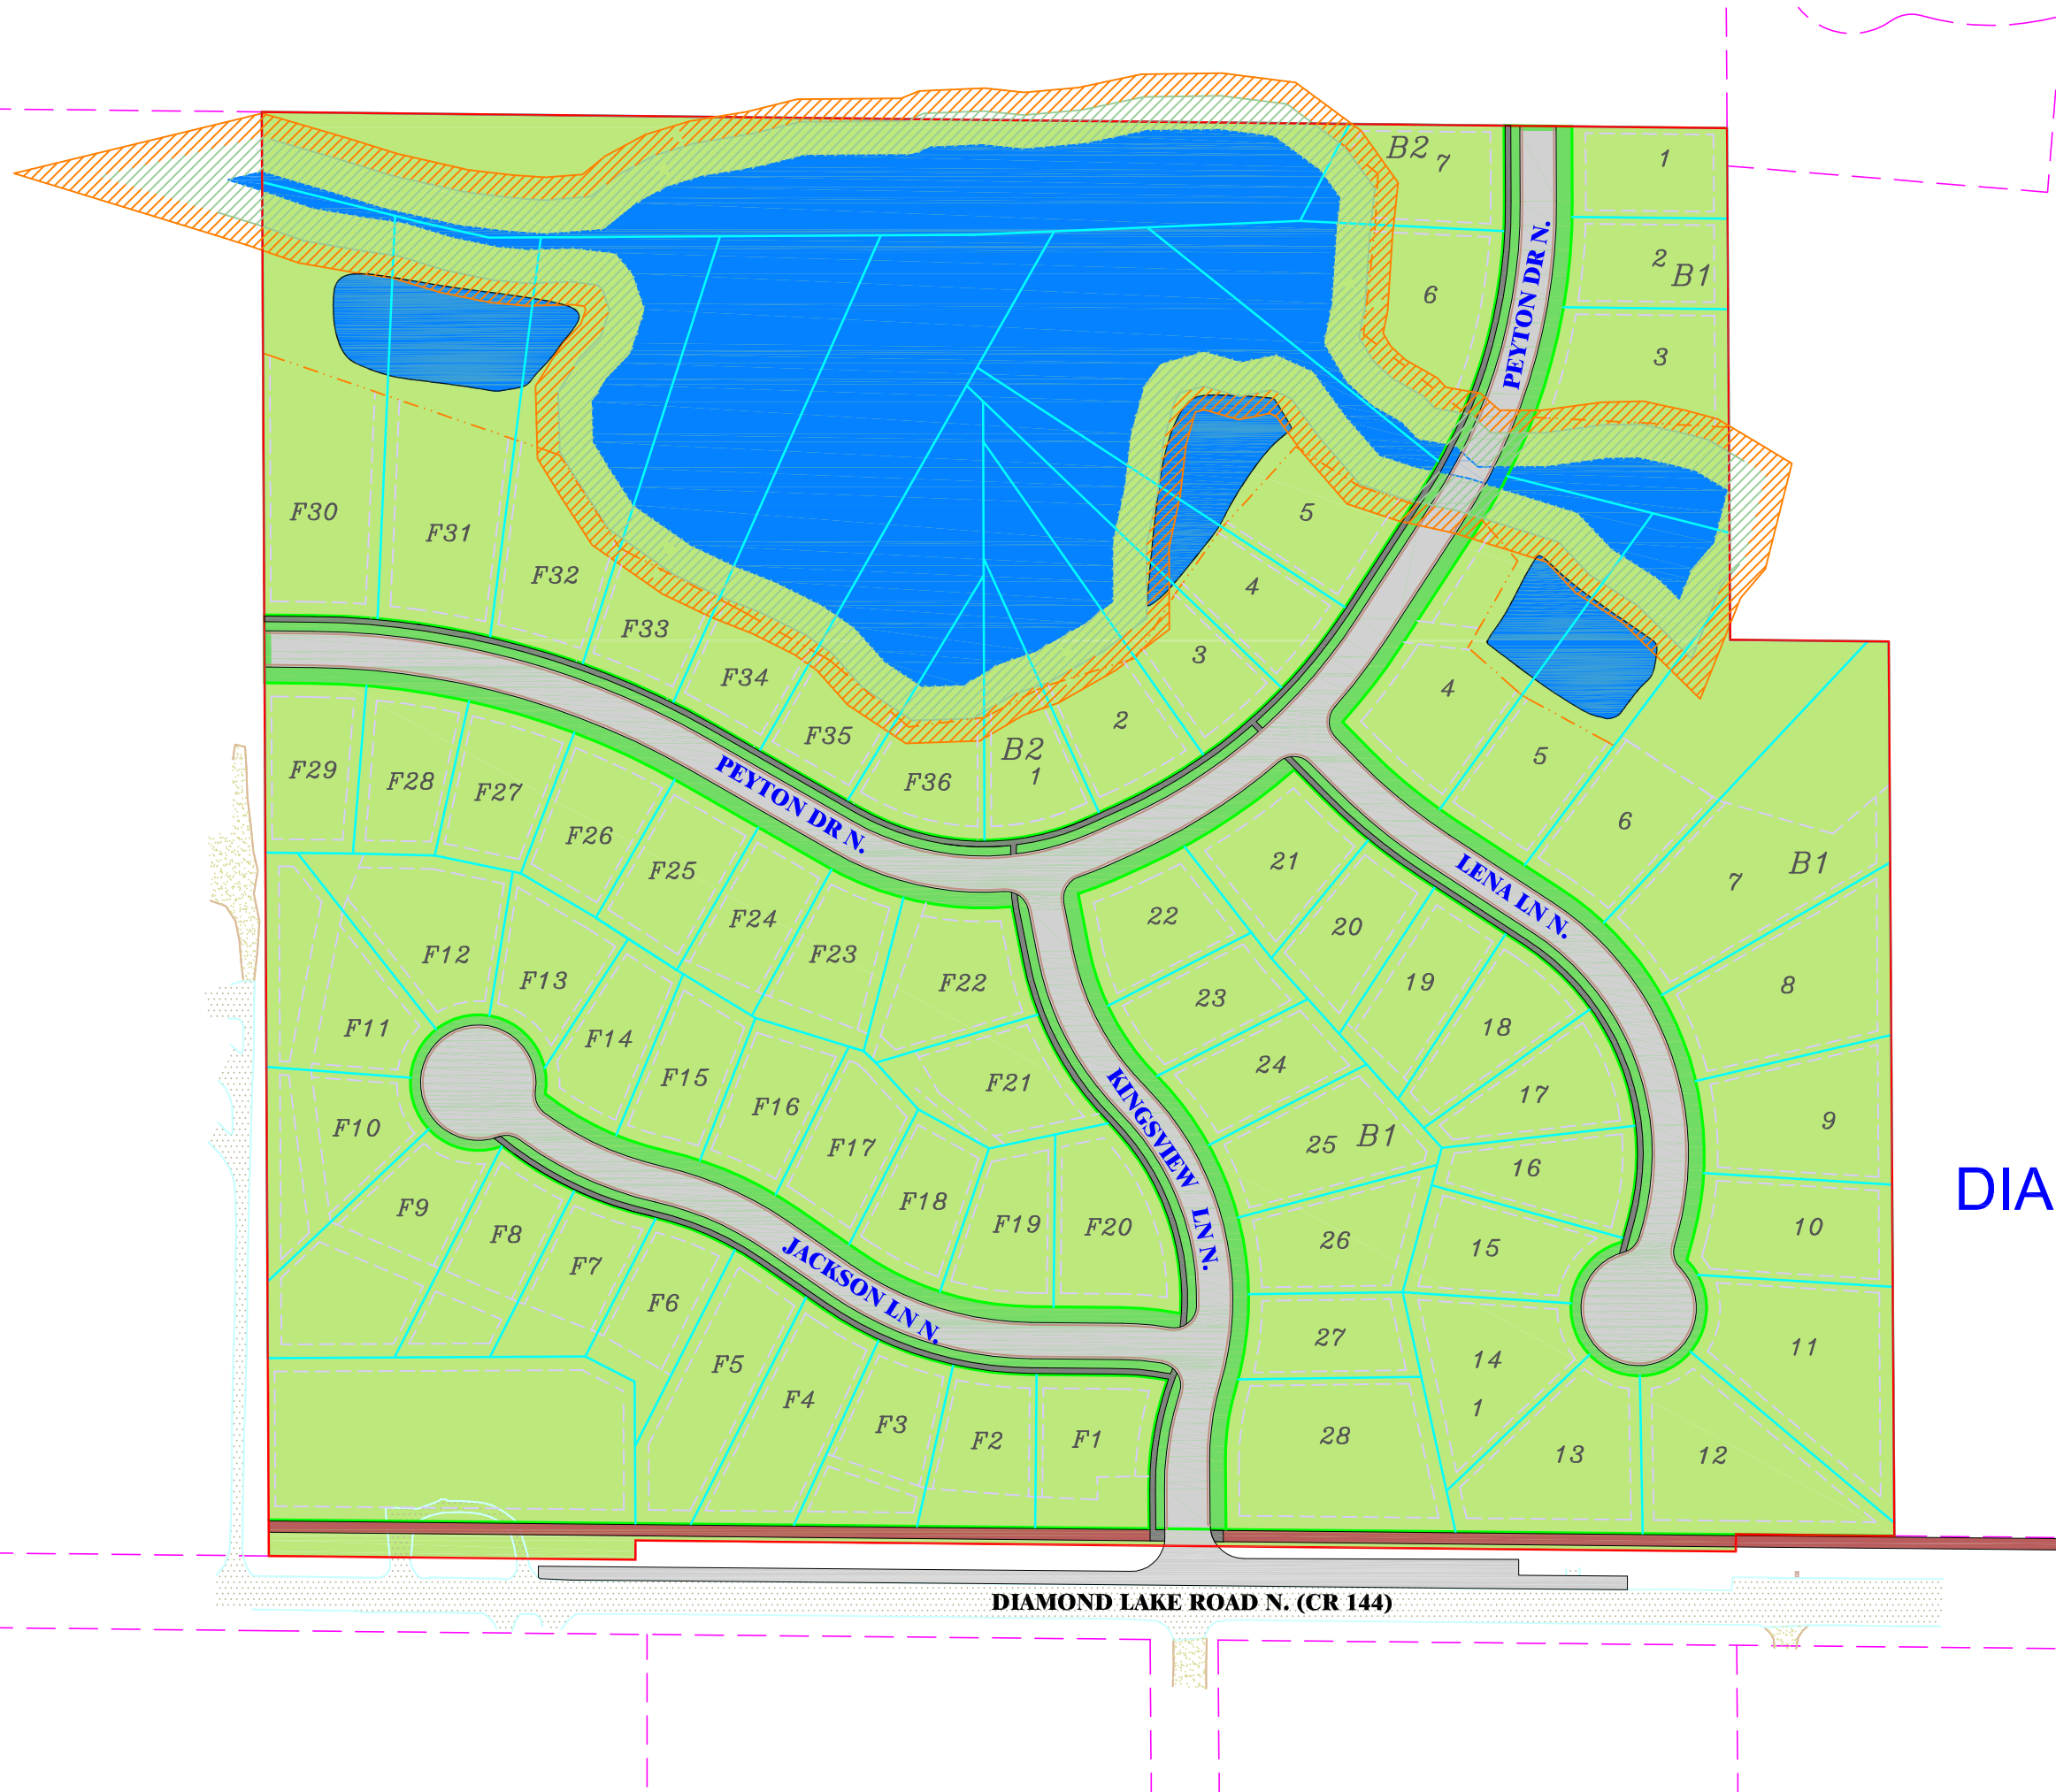 B2
7
1
PEYTON DR N.
2
B1
6
3
F30
F31
5
F32
4
F33
3
F34
4
2
F35
B2
5
F29
F28
F27
F36
1
PEYTON DR N.
6
F26
21
B1
F25
7
LENA LN N.
F24
22
20
F12
F23
F13
F22
19
8
23
F11
F14
18
24
F15
F21
17
F16
9
F10
KINGSVIEW LN N.
B1
F17
25
16
DIA
F9
F18
F8
F19
F20
10
26
15
F7
JACKSON LN N.
F6
27
11
F5
14
F4
1
F3
28
F1
F2
13
12
DIAMOND LAKE ROAD N. (CR 144)